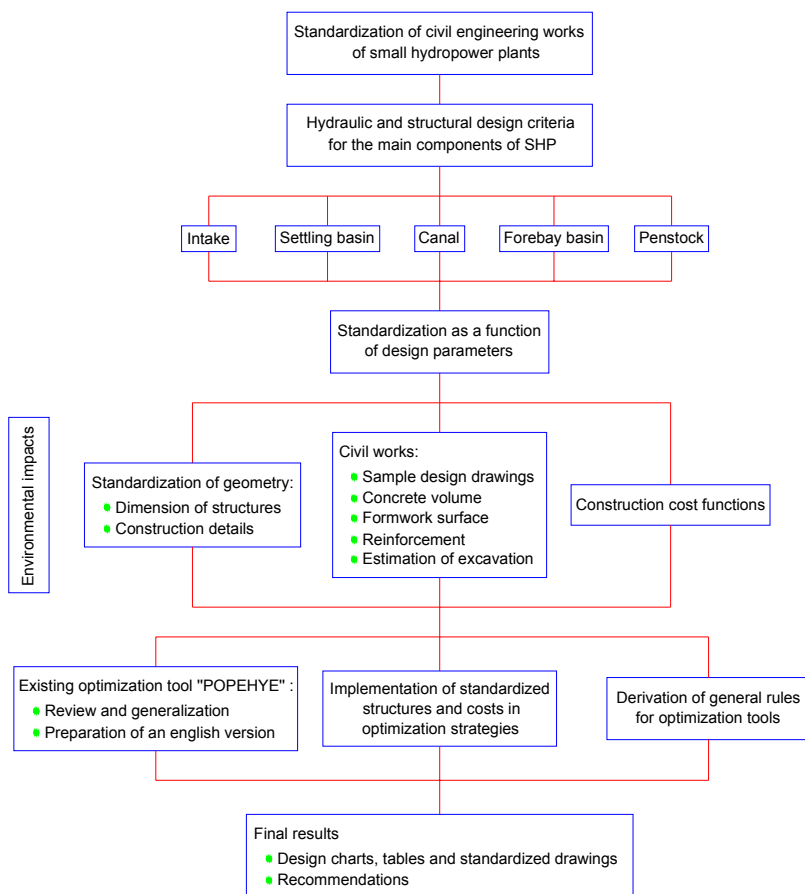 Standardization of civil engineering works
of small hydropower plants
Hydraulic and structural design criteria
for the main components of SHP
Intake
Settling basin
Canal
Forebay basin
Penstock
Standardization as a function
of design parameters
Environmental impacts
Standardization of geometry:
Dimension of structures
Construction details
Civil works:
Sample design drawings
Concrete volume
Formwork surface
Reinforcement
Estimation of excavation
Construction cost functions
Existing optimization tool "POPEHYE" :
Review and generalization
Preparation of an english version
Implementation of standardized
structures and costs in
optimization strategies
Derivation of general rules
for optimization tools
Final results
Design charts, tables and standardized drawings
Recommendations